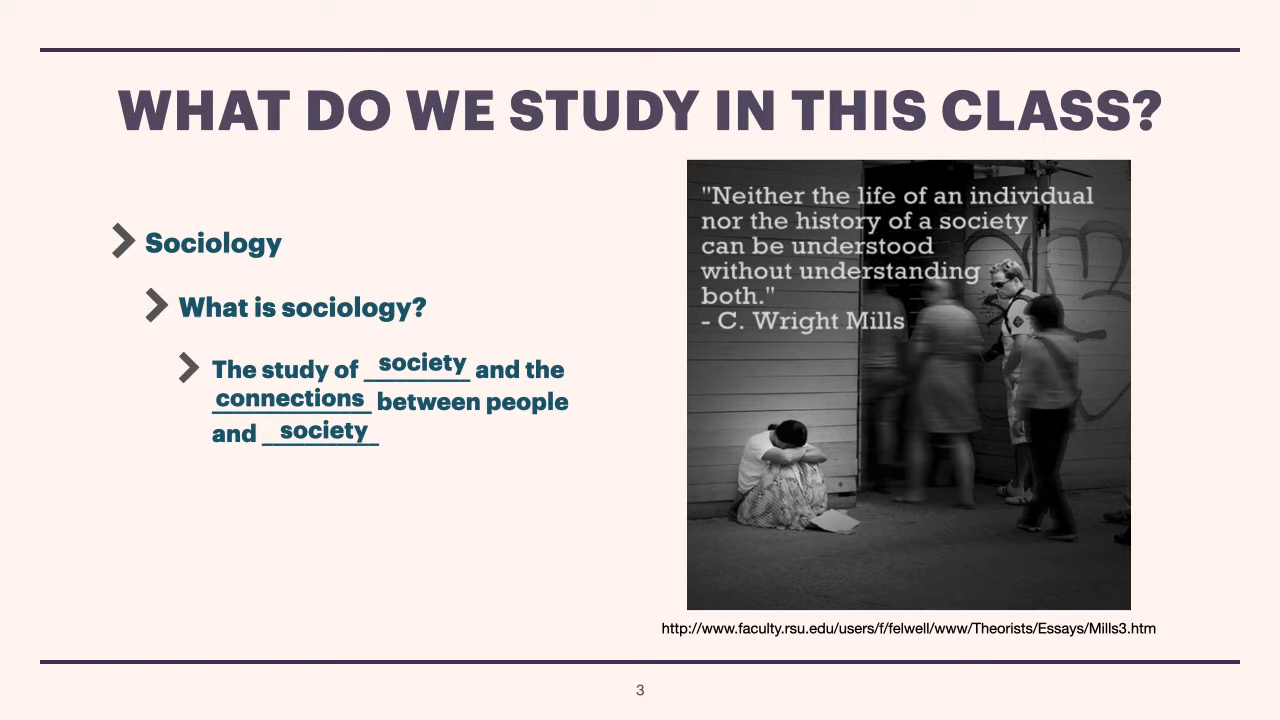 WHAT DO WE STUDY IN THIS CLASS?
Sociology
What is sociology?
The study of society and the
connections between people
and society
"Neither the life of an individual
nor the history of a society
can be understood
without understanding
both."
- C. Wright Mills
http://www.faculty.rsu.edu/users/f/felwell/www/Theorists/Essays/Mills3.htm
3